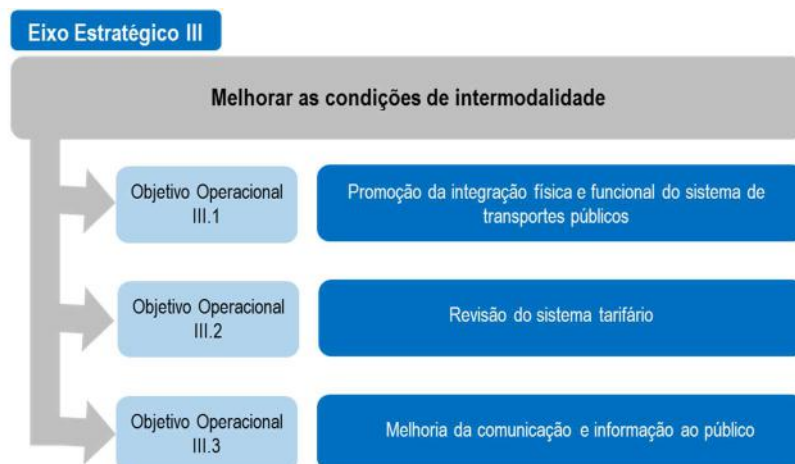 Eixo Estratégico III
Melhorar as condições de intermodalidade
Objetivo Operacional
III.1
Promoção da integração física e funcional do sistema de
transportes públicos
Objetivo Operacional
III.2
Revisão do sistema tarifário
Objetivo Operacional
III.3
Melhoria da comunicação e informação ao público